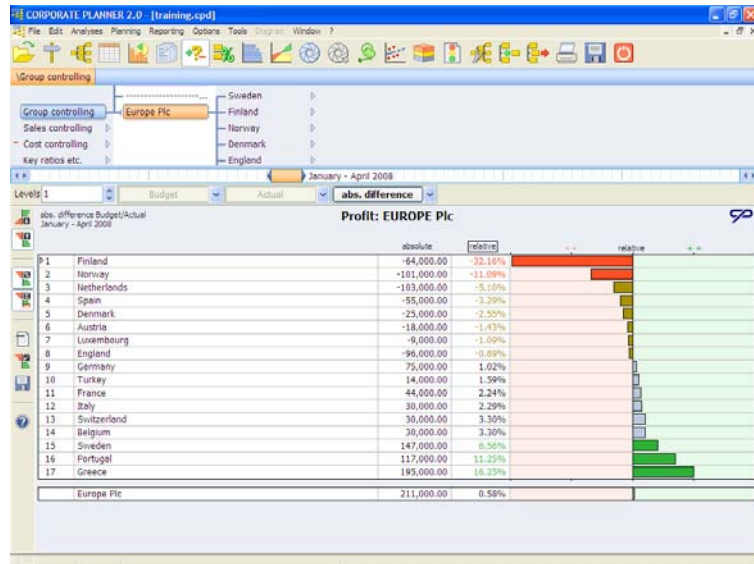 CORPORATE PLANNER 2.0 - [training.cpd]
File Edit Analyses Planning Reporting Options Tools Diagram Window ?
\Group controlling
Sweden
Group controlling Europe Plc Finland
Sales controlling Norway
Cost controlling Denmark
Key ratios etc. England
January - April 2008
Levels 1 Budget Actual abs. difference
abs. difference Budget/Actual
January - April 2008
Profit: EUROPE Plc
absolute relative - - relative + +
1 Finland -64,000.00 -32.16%
2 Norway -101,000.00 -11.09%
3 Netherlands -103,000.00 -5.10%
4 Spain -55,000.00 -3.29%
5 Denmark -25,000.00 -2.55%
6 Austria -18,000.00 -1.43%
7 Luxembourg -9,000.00 -1.09%
8 England -96,000.00 -0.89%
9 Germany 75,000.00 1.02%
10 Turkey 14,000.00 1.59%
11 France 44,000.00 2.24%
12 Italy 30,000.00 2.29%
13 Switzerland 30,000.00 3.30%
14 Belgium 30,000.00 3.30%
15 Sweden 147,000.00 6.56%
16 Portugal 117,000.00 11.25%
17 Greece 195,000.00 16.25%
Europe Plc 211,000.00 0.58%